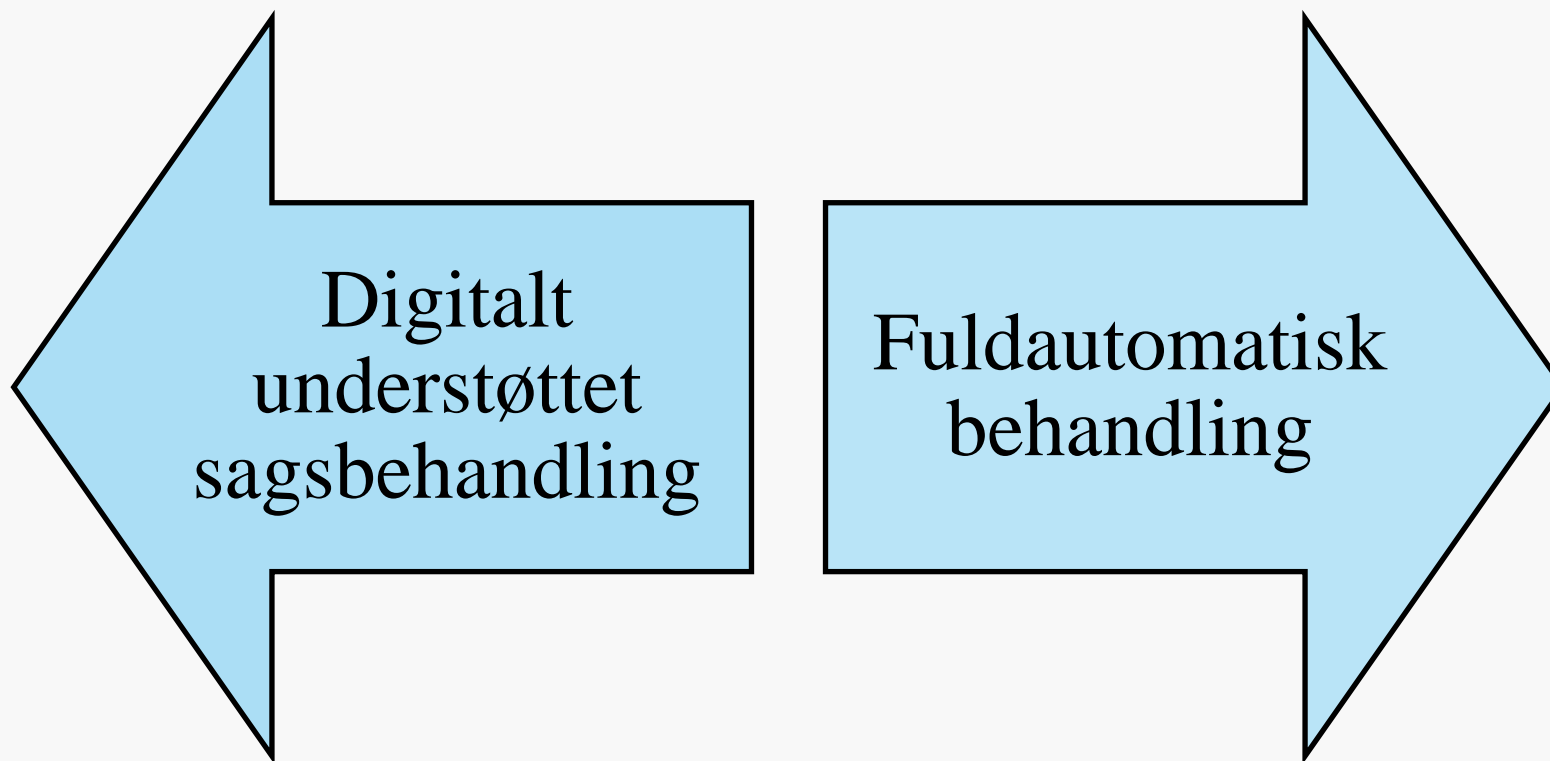 Digitalt
understøttet
sagsbehandling
Fuldautomatisk
behandling